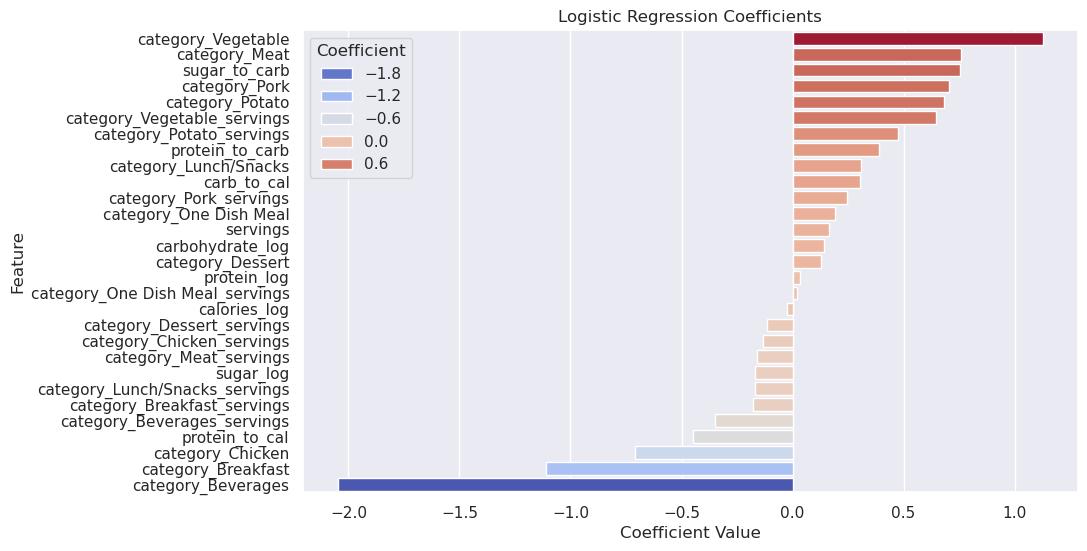 Logistic Regression Coefficients
Feature
category_Vegetable
category_Meat
sugar_to_carb
category_Pork
category_Potato
category_Vegetable_servings
category_Potato_servings
protein_to_carb
category_Lunch/Snacks
carb_to_cal
category_Pork_servings
category_One Dish Meal
servings
carbohydrate_log
category_Dessert
protein_log
category_One Dish Meal_servings
calories_log
category_Dessert_servings
category_Chicken_servings
category_Meat_servings
sugar_log
category_Lunch/Snacks_servings
category_Breakfast_servings
category_Beverages_servings
protein_to_cal
category_Chicken
category_Breakfast
category_Beverages
Coefficient
−1.8
−1.2
−0.6
0.0
0.6
−2.0 −1.5 −1.0 −0.5 0.0 0.5 1.0
Coefficient Value